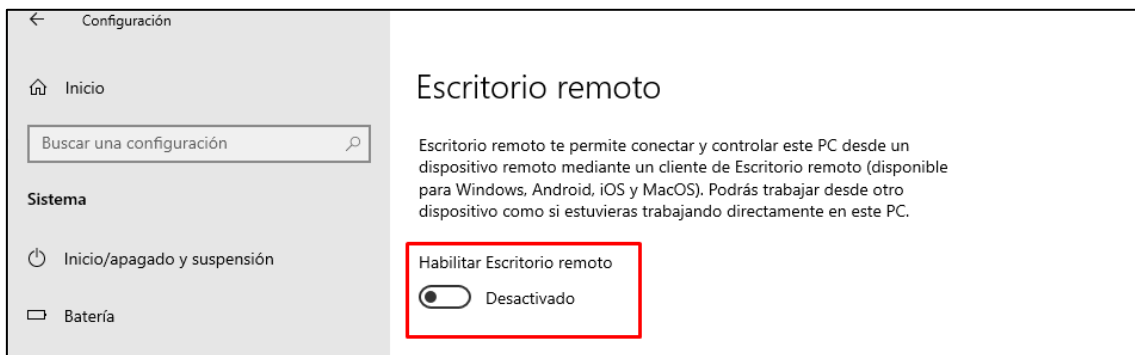 Configuración
Inicio
Buscar una configuración
Sistema
Inicio/apagado y suspensión
Batería
Escritorio remoto
Escritorio remoto te permite conectar y controlar este PC desde un
dispositivo remoto mediante un cliente de Escritorio remoto (disponible
para Windows, Android, iOS y MacOS). Podrás trabajar desde otro
dispositivo como si estuvieras trabajando directamente en este PC.
Habilitar Escritorio remoto
Desactivado